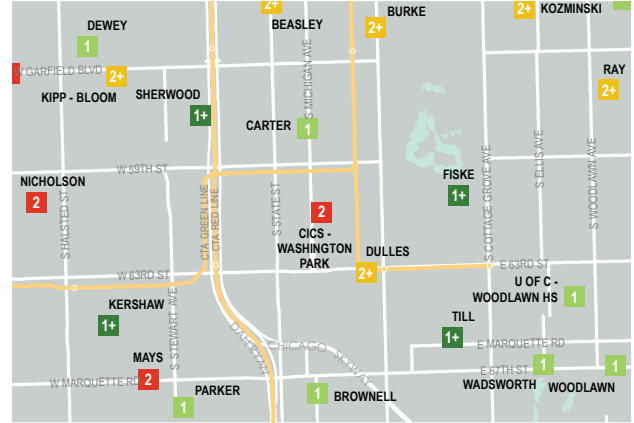 DEWEY
1
W GARFIELD BLVD
2+
KIPP - BLOOM
SHERWOOD
1+
2+
BEASLEY
BURKE
2+
S MICHIGAN AVE
CARTER
1
2+
KOZMINSKI
RAY
2+
W 59TH ST
NICHOLSON
2
S HALSTED ST
CTA GREEN LINE
CTA RED LINE
S STATE ST
2
CICS -
WASHINGTON
PARK
FISKE
1+
S COTTAGE GROVE AVE
S ELLIS AVE
S WOODLAWN AVE
W 63RD ST
DULLES
2+
E 63RD ST
U OF C -
WOODLAWN HS
1
KERSHAW
1+
S STEWART AVE
DAN RYAN
CHICAGO SKYWAY
TILL
1+
E MARQUETTE RD
MAYS
2
W MARQUETTE RD
PARKER
1
1
BROWNELL
E 67TH ST
1
WADSWORTH
1
WOODLAWN